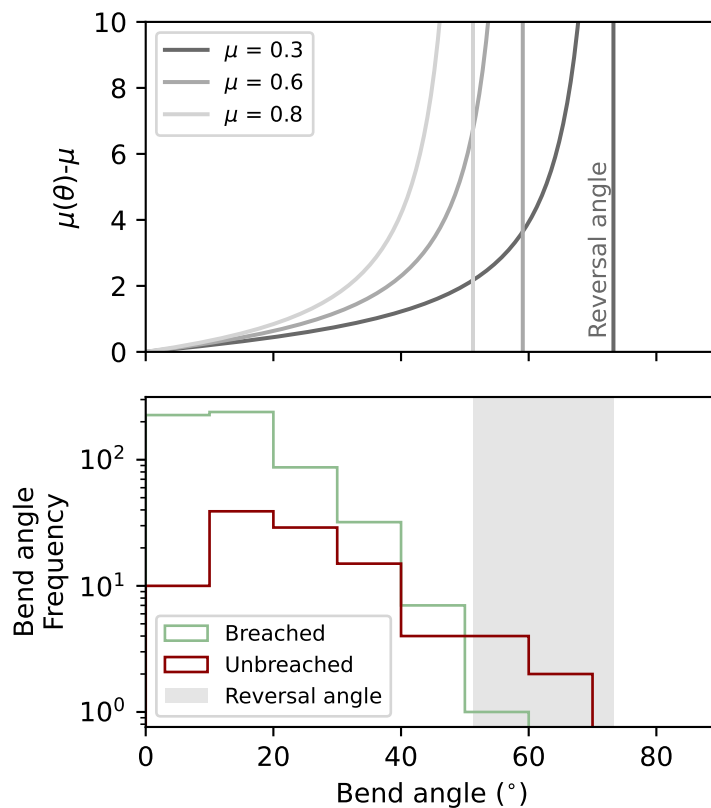 10
8
6
4
2
0
μ(θ)-μ
μ = 0.3
μ = 0.6
μ = 0.8
Reversal angle
10²
10¹
10⁰
Bend angle
Frequency
Breached
Unbreached
Reversal angle
0
20
40
60
80
Bend angle (°)